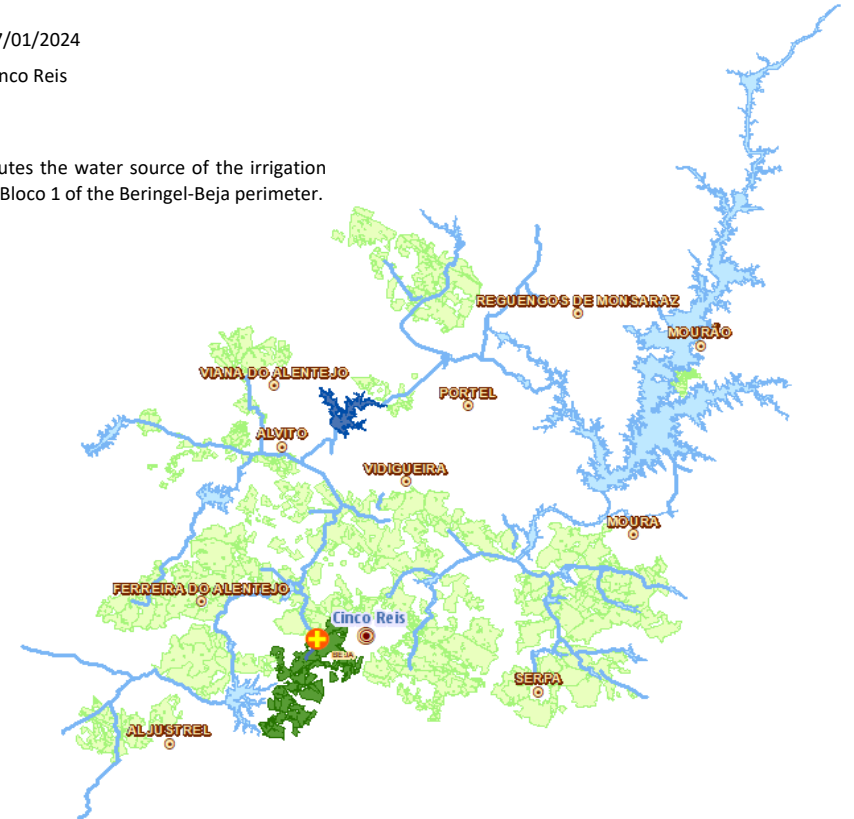 7/01/2024
nco Reis
utes the water source of the irrigation
Bloco 1 of the Beringel-Beja perimeter.
REGUENGOS DE MONSARAZ
MOURÃO
VIANA DO ALENTEJO
PORTEL
ALVITO
VIDIGUEIRA
MOURA
FERREIRA DO ALENTEJO
Cinco Reis
BEJA
SERPA
ALJUSTREL